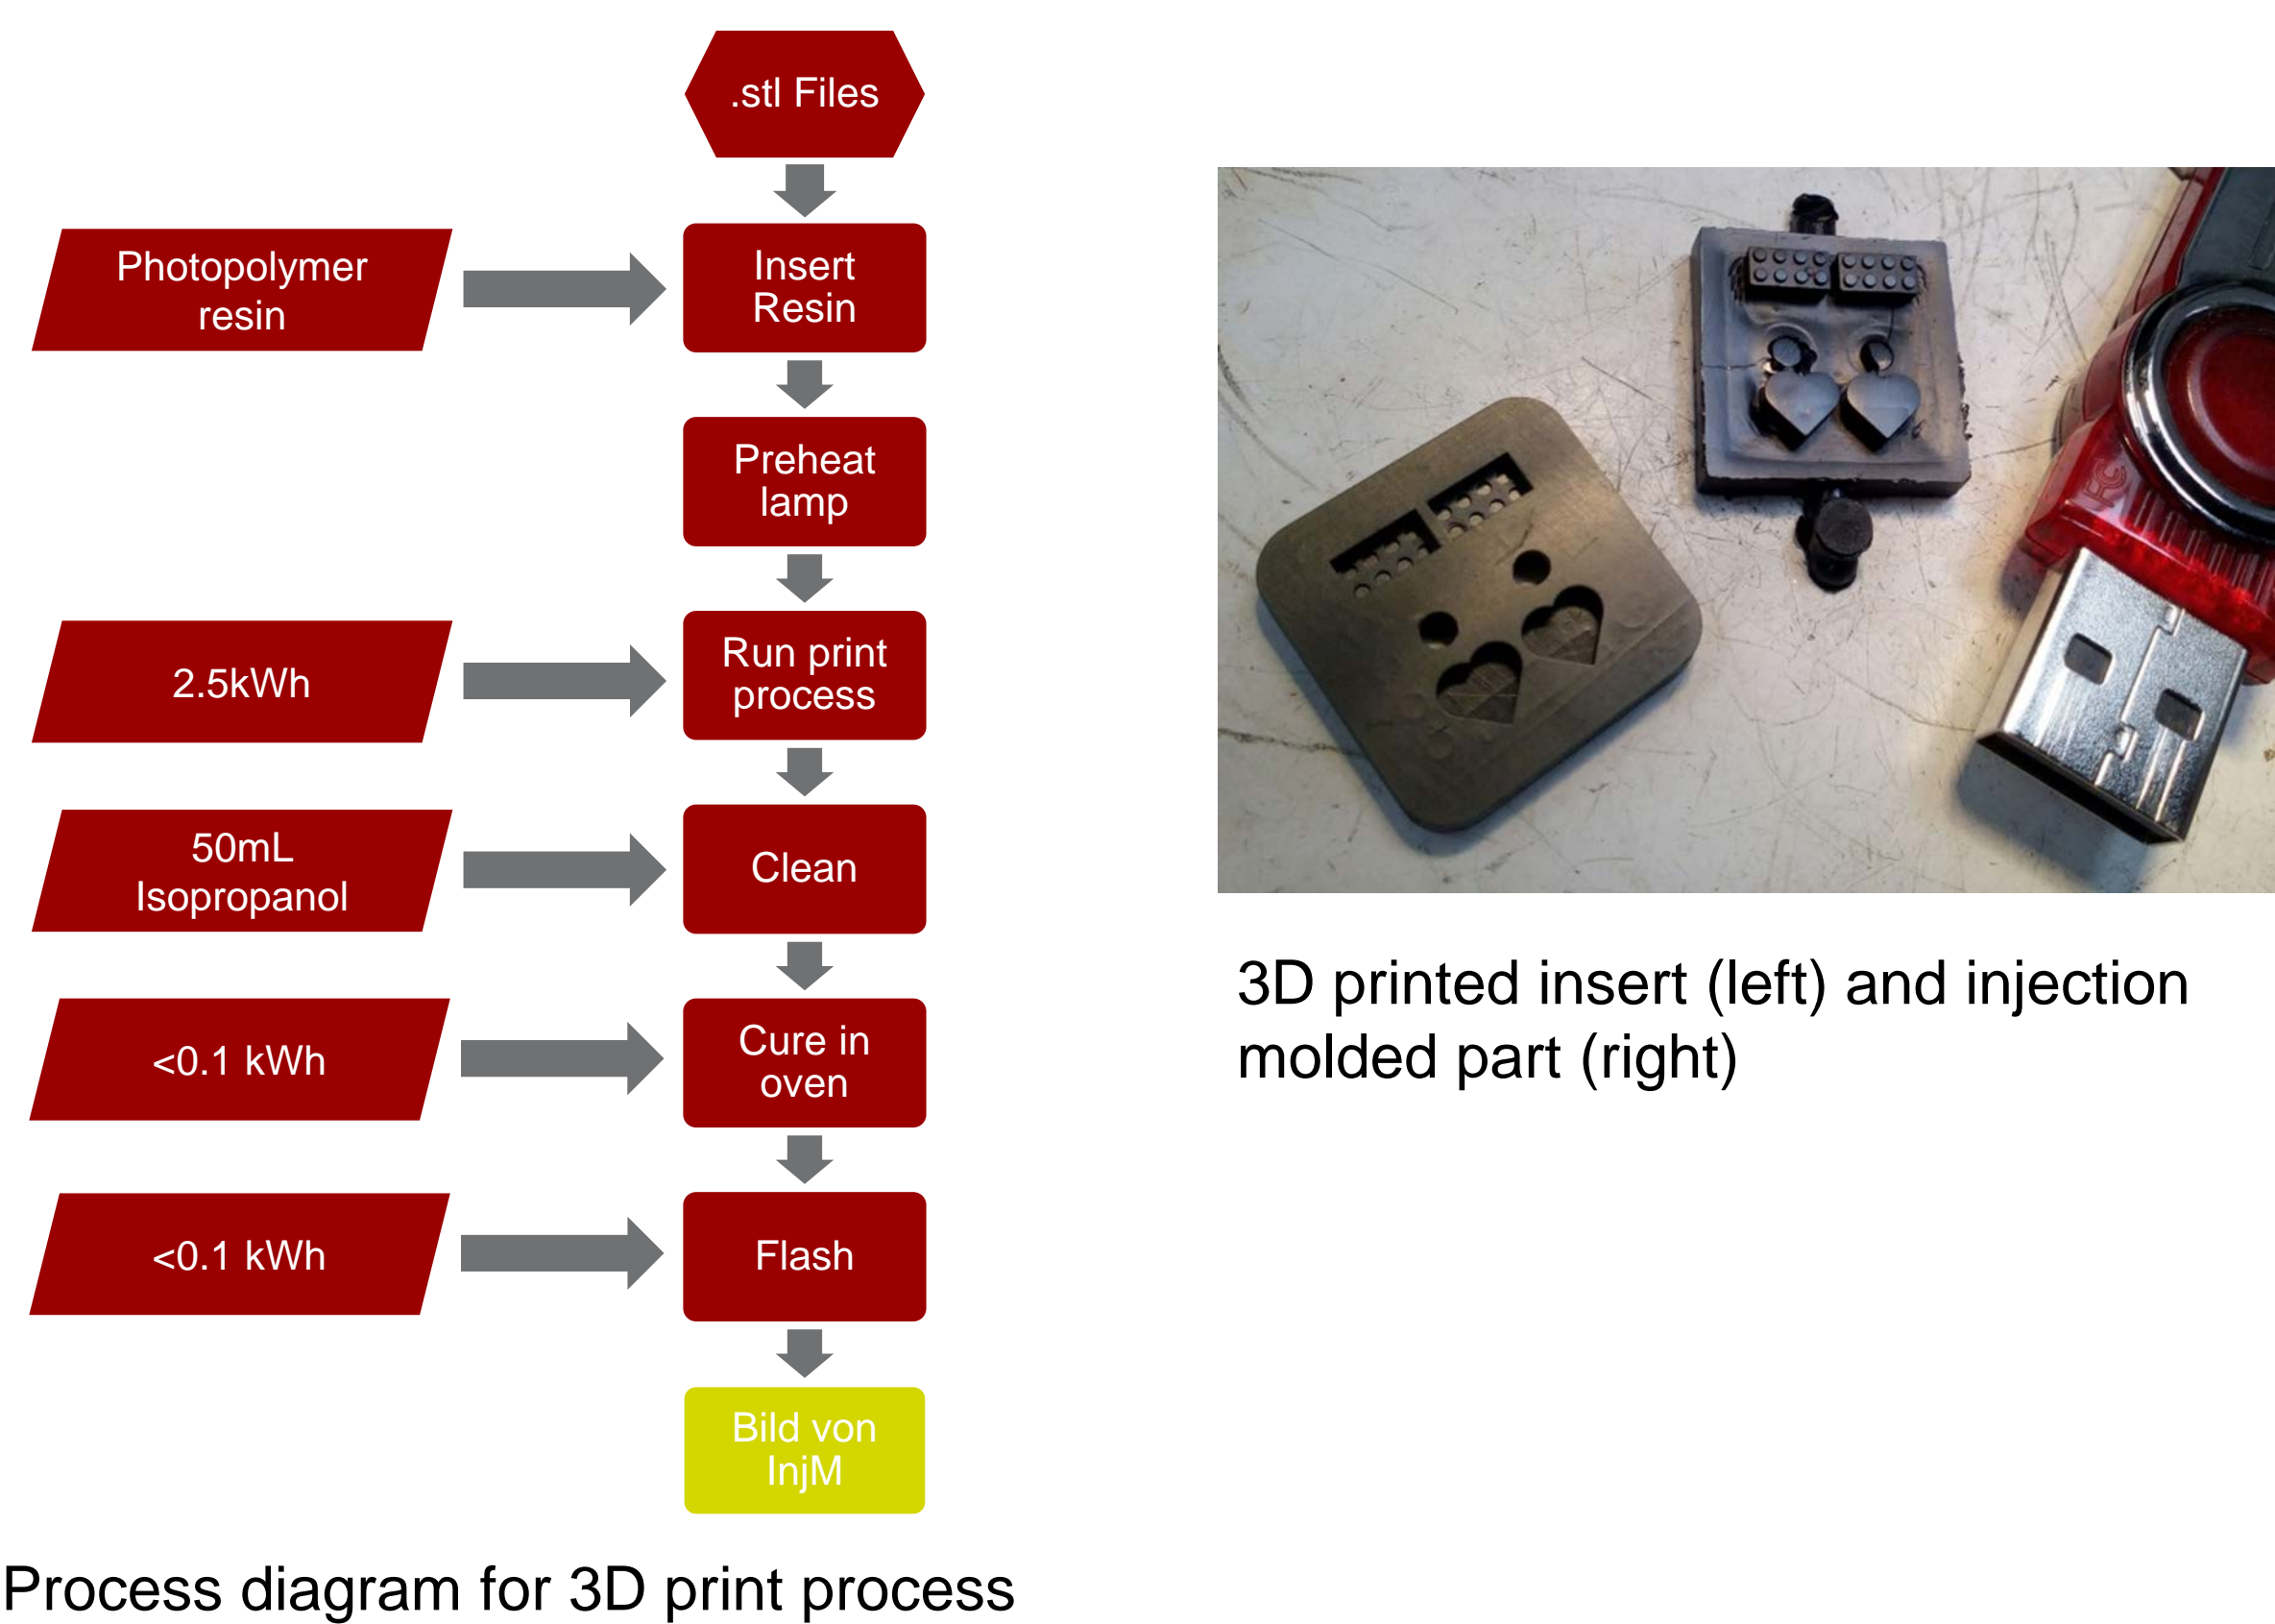 .stl Files
Photopolymer
resin
Insert
Resin
Preheat
lamp
2.5kWh
Run print
process
50mL
Isopropanol
Clean
<0.1 kWh
Cure in
oven
<0.1 kWh
Flash
Bild von
InjM
Process diagram for 3D print process
3D printed insert (left) and injection
molded part (right)
FC